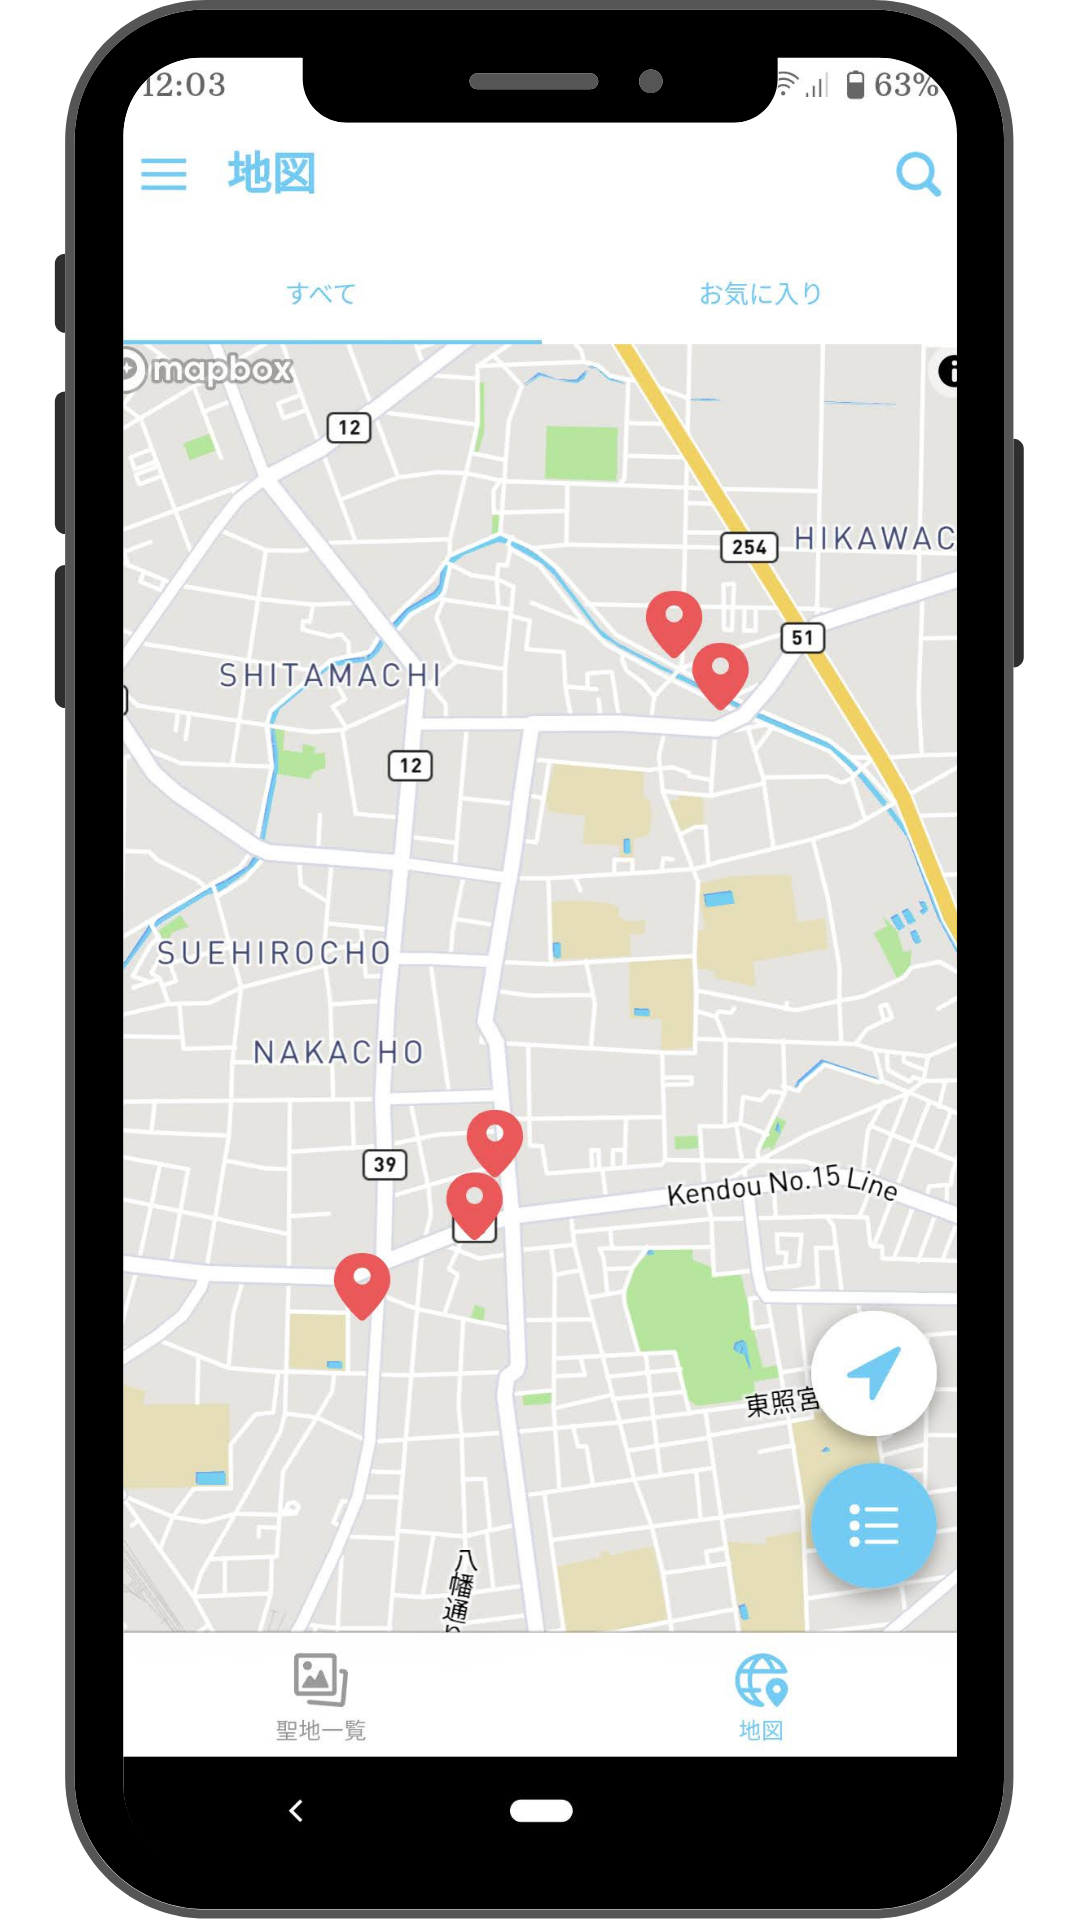 12:03
63%
地図
すべて
お気に入り
mapbox
12
254
HIKAWAC
51
SHITAMACHI
12
SUEHIROCHO
NAKACHO
39
Kendou No.15 Line
東照宮
八幡通り
聖地一覧
地図